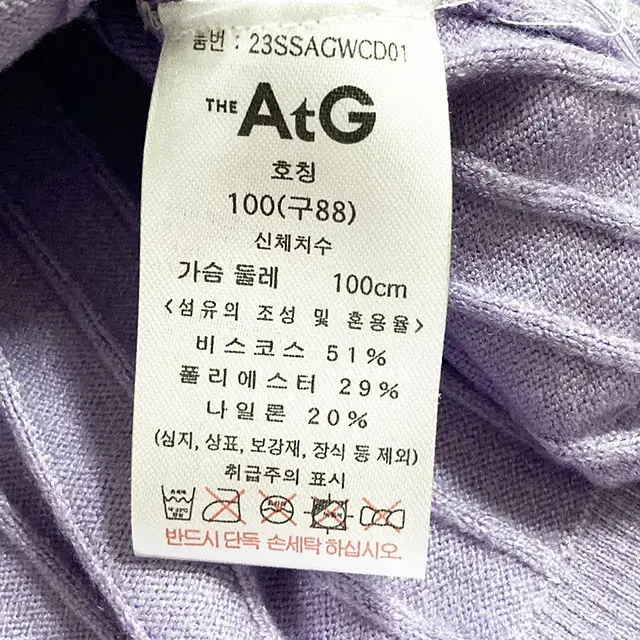 품번 : 23SSAGWCD01
THE AtG
호칭
100(구88)
신체치수
가슴 둘레 100cm
<섬유의 조성 및 혼용율>
비스코스 51%
폴리에스터 29%
나일론 20%
(심지, 상표, 보강재, 장식 등 제외)
취급주의 표시
반드시 단독 손세탁 하십시오.